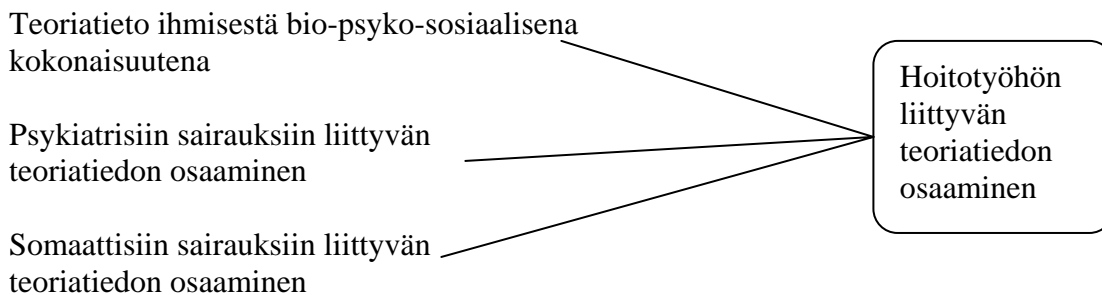 Teoriatieto ihmisestä bio-psyko-sosiaalisena
kokonaisuutena
Psykiatrisiin sairauksiin liittyvän
teoriatiedon osaaminen
Somaattisiin sairauksiin liittyvän
teoriatiedon osaaminen
Hoitotyöhön
liittyvän
teoriatiedon
osaaminen